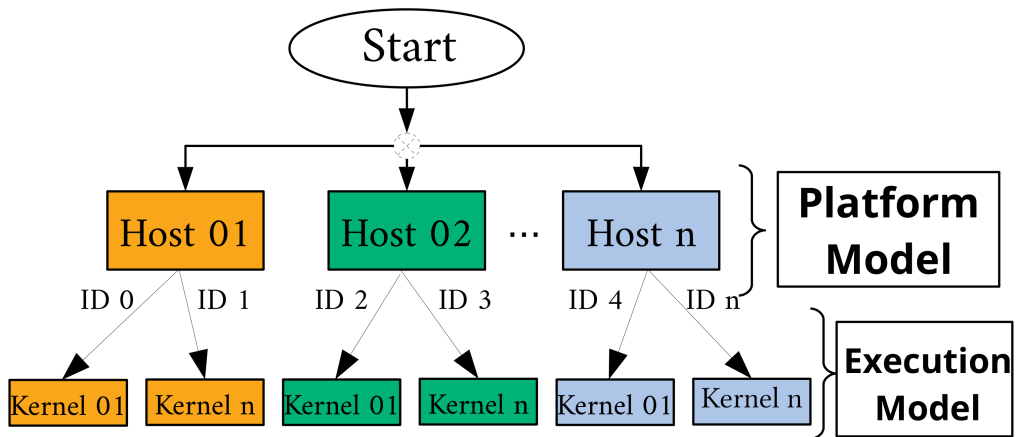 Start
Host 01
Host 02
...
Host n
Platform
Model
ID 0
ID 1
ID 2
ID 3
ID 4
ID n
Kernel 01
Kernel n
Kernel 01
Kernel n
Kernel 01
Kernel n
Execution
Model